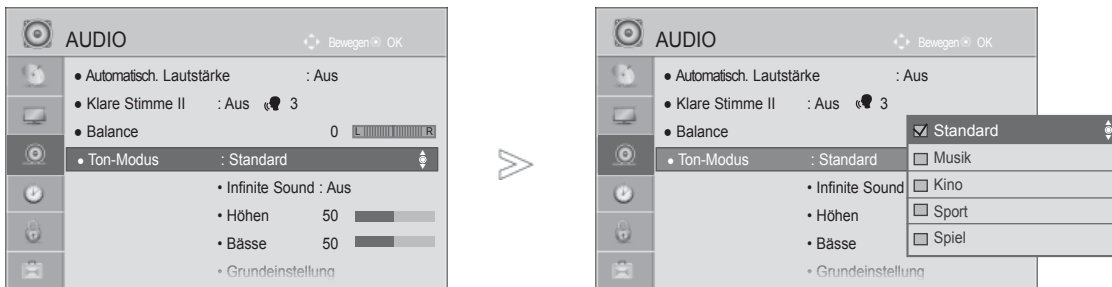 AUDIO
Bewegen OK
• Automatisch. Lautstärke : Aus
• Klare Stimme II : Aus 3
• Balance 0 L R
• Ton-Modus : Standard
• Infinite Sound : Aus
• Höhen 50
• Bässe 50
• Grundeinstellung
AUDIO
Bewegen OK
• Automatisch. Lautstärke : Aus
• Klare Stimme II : Aus 3
• Balance
• Ton-Modus : Standard
• Infinite Sound
• Höhen
• Bässe
• Grundeinstellung
Standard
Musik
Kino
Sport
Spiel